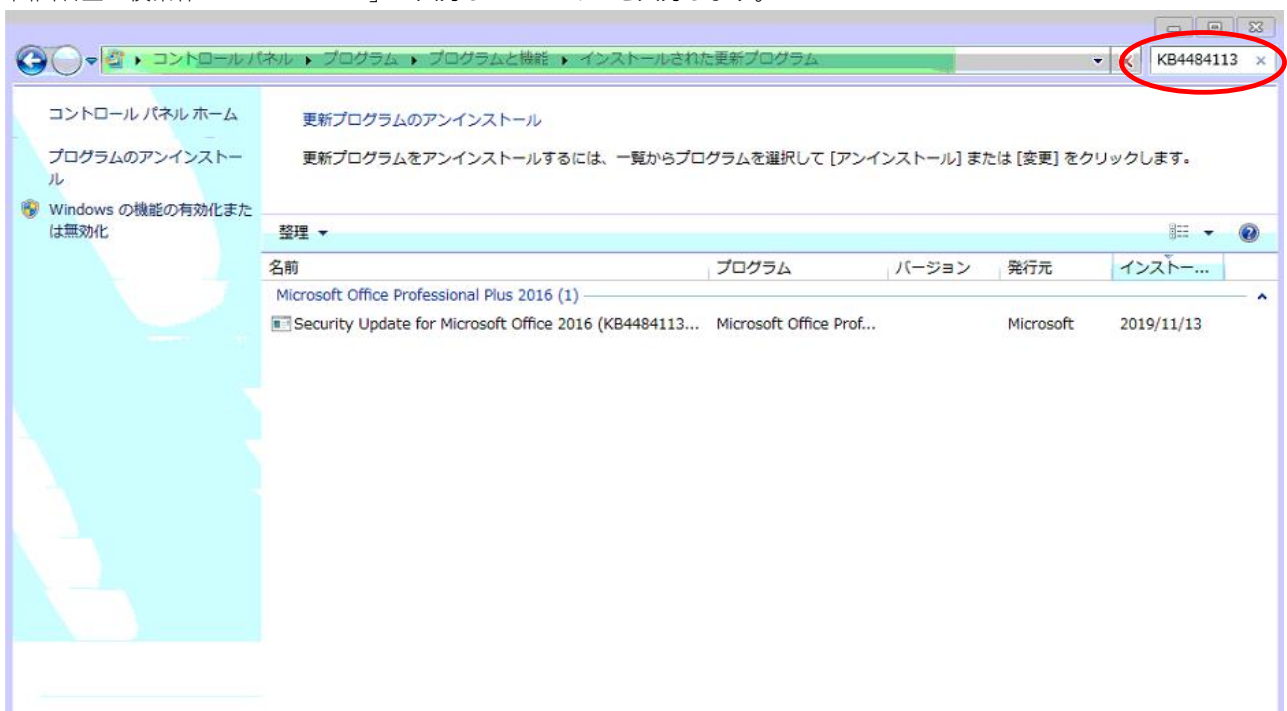 コントロール パネル ▸ プログラム ▸ プログラムと機能 ▸ インストールされた更新プログラム
KB4484113
コントロール パネル ホーム
プログラムのアンインストー
ル
Windows の機能の有効化また
は無効化
更新プログラムのアンインストール
更新プログラムをアンインストールするには、一覧からプログラムを選択して [アンインストール] または [変更] をクリックします。
整理
名前 プログラム バージョン 発行元 インストー...
Microsoft Office Professional Plus 2016 (1)
Security Update for Microsoft Office 2016 (KB4484113... Microsoft Office Prof... Microsoft 2019/11/13